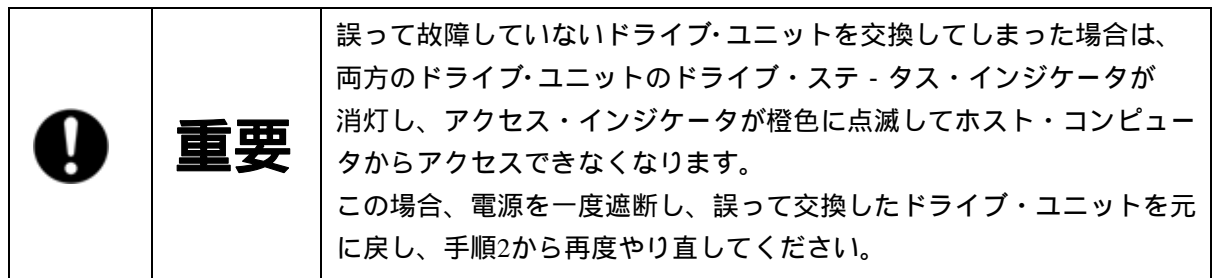 重要
誤って故障していないドライブ・ユニットを交換してしまった場合は、
両方のドライブ・ユニットのドライブ・ステ - タス・インジケータが
消灯し、アクセス・インジケータが橙色に点滅してホスト・コンピュー
タからアクセスできなくなります。
この場合、電源を一度遮断し、誤って交換したドライブ・ユニットを元
に戻し、手順2から再度やり直してください。